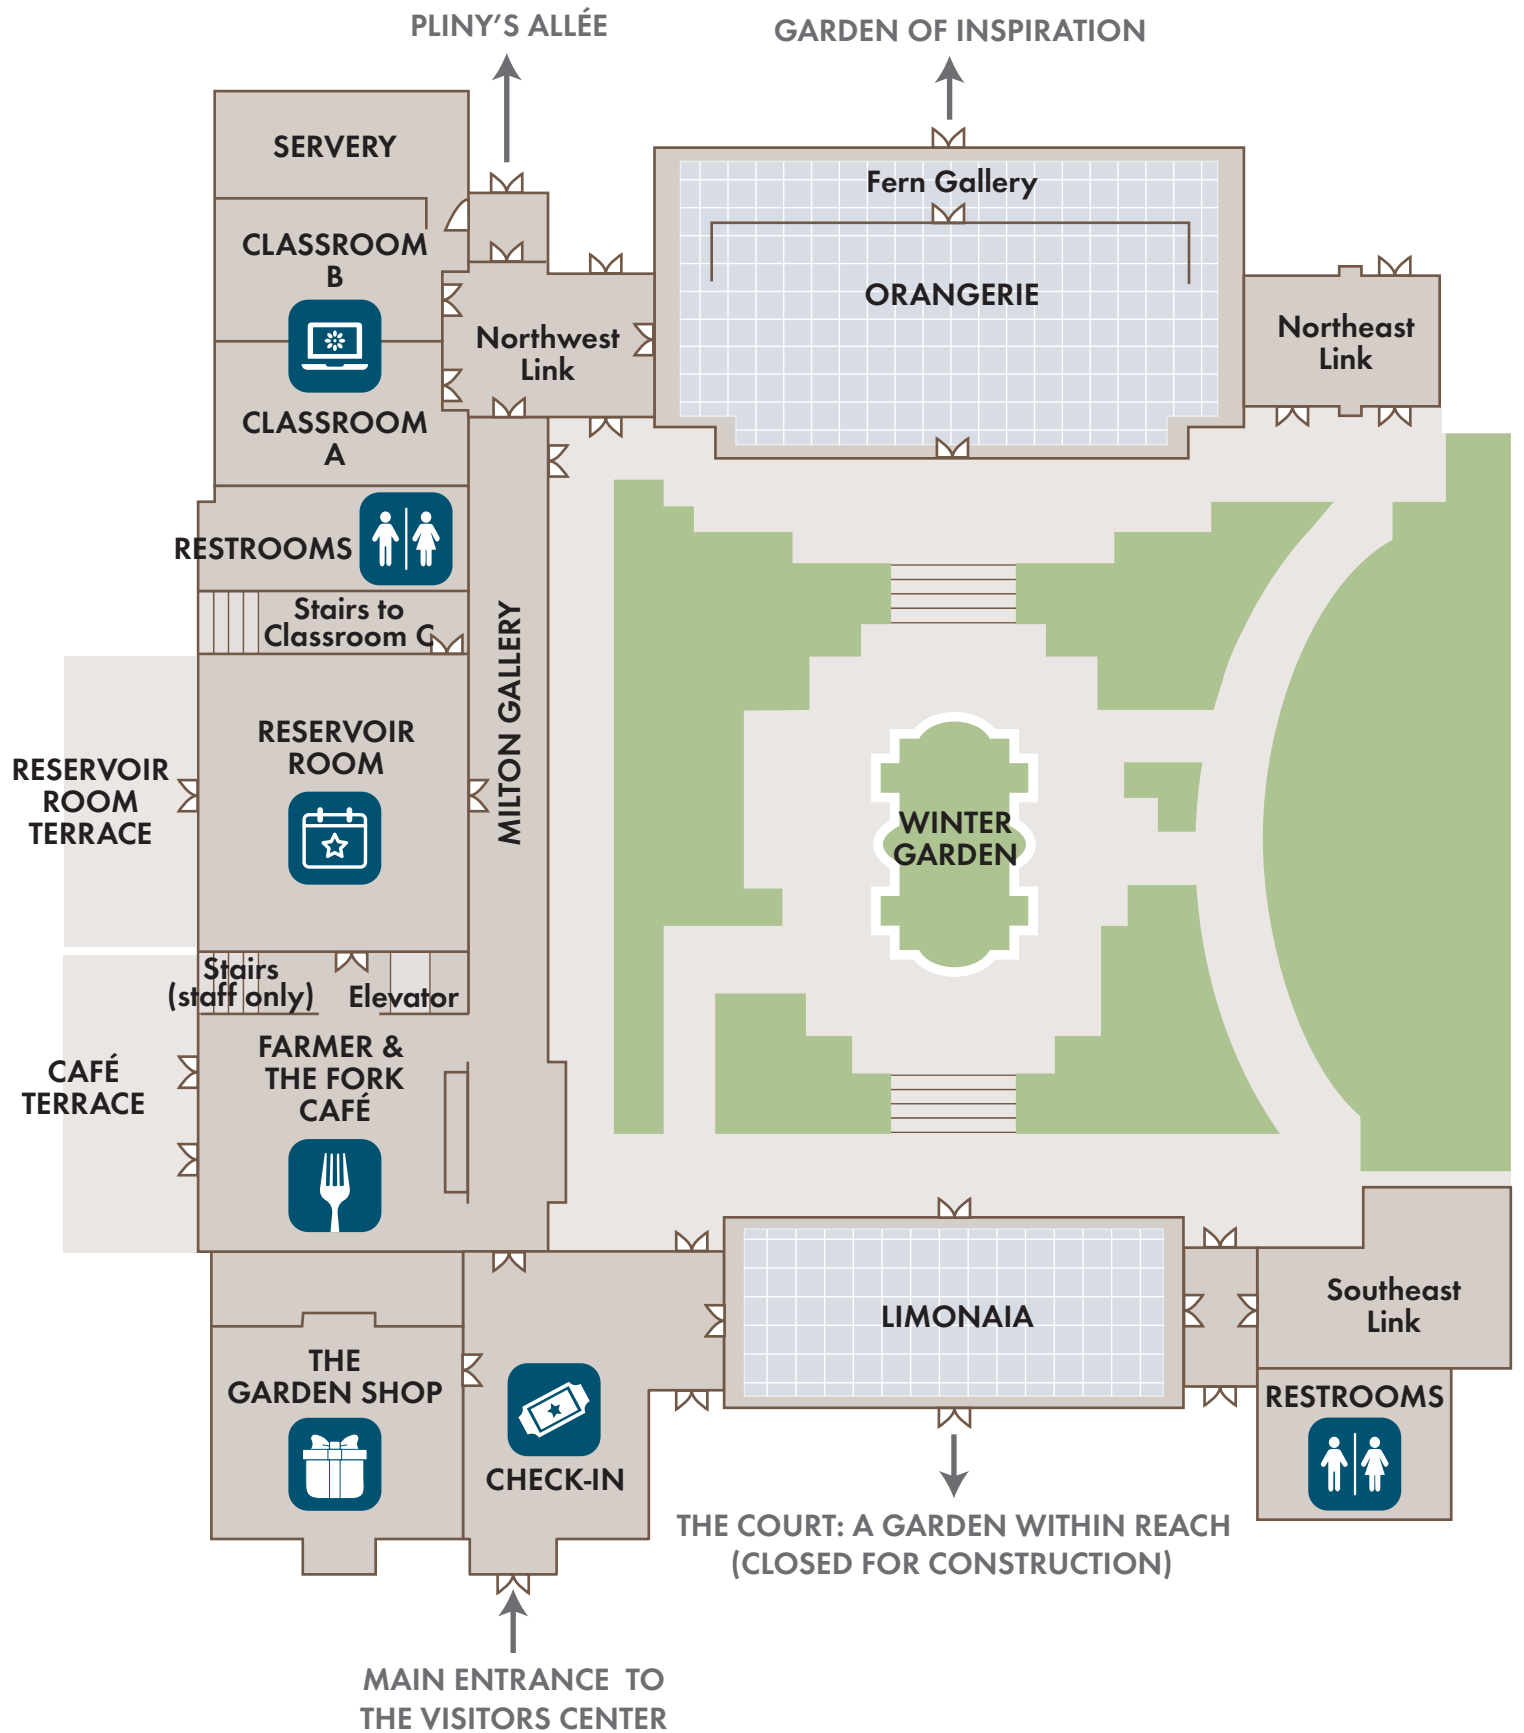 PLINY’S ALLÉE
GARDEN OF INSPIRATION
SERVERY
Fern Gallery
CLASSROOM
B
ORANGERIE
Northwest
Link
Northeast
Link
CLASSROOM
A
RESTROOMS
Stairs to
Classroom C
MILTON GALLERY
RESERVOIR
ROOM
RESERVOIR
ROOM
TERRACE
WINTER
GARDEN
Stairs
(staff only)
Elevator
FARMER &
THE FORK
CAFÉ
CAFÉ
TERRACE
LIMONAIA
Southeast
Link
THE
GARDEN SHOP
RESTROOMS
CHECK-IN
THE COURT: A GARDEN WITHIN REACH
(CLOSED FOR CONSTRUCTION)
MAIN ENTRANCE TO
THE VISITORS CENTER